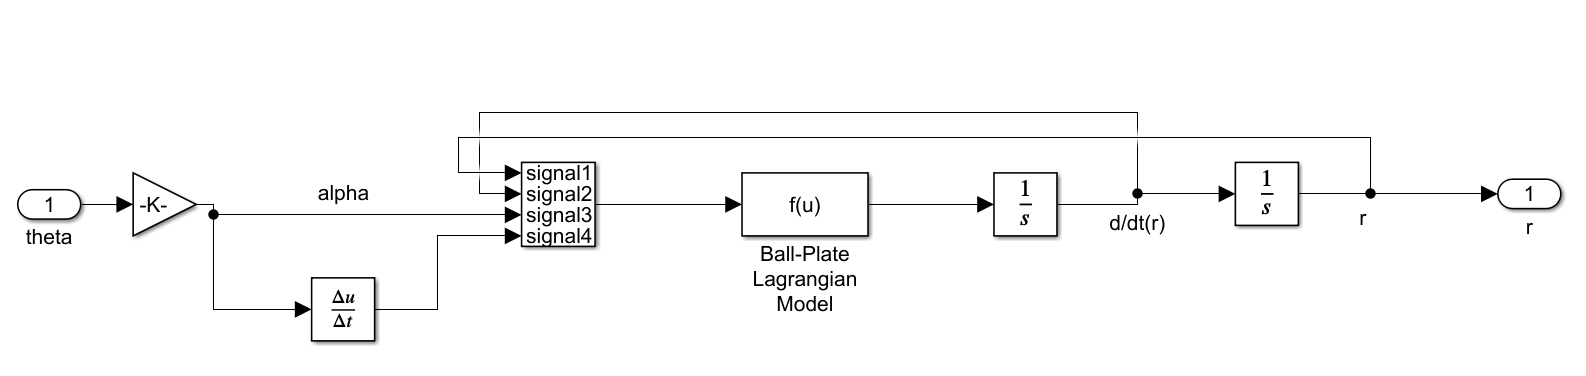 1
theta
-K-
alpha
Δu
Δt
signal1
signal2
signal3
signal4
f(u)
Ball-Plate
Lagrangian
Model
1
s
d/dt(r)
1
s
r
1
r